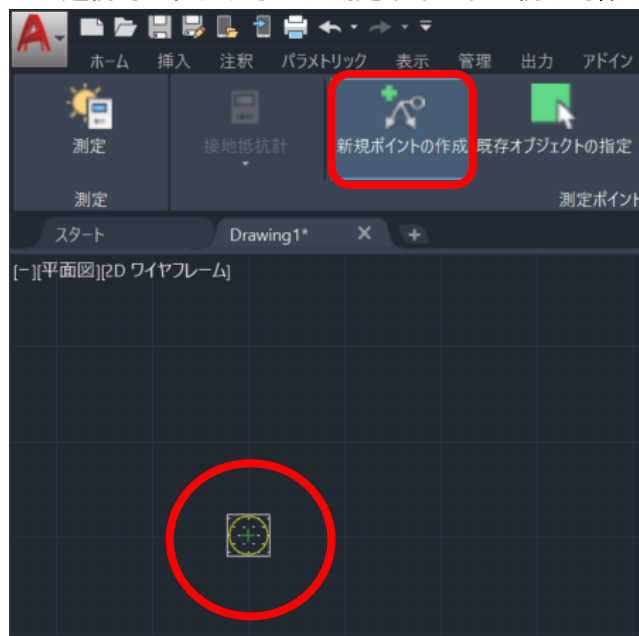 ホーム 挿入 注釈 パラメトリック 表示 管理 出力 アドイン
測定 接地抵抗計 新規ポイントの作成 既存オブジェクトの指定
測定 測定ポイント
スタート Drawing1*
[-][平面図][2D ワイヤフレーム]